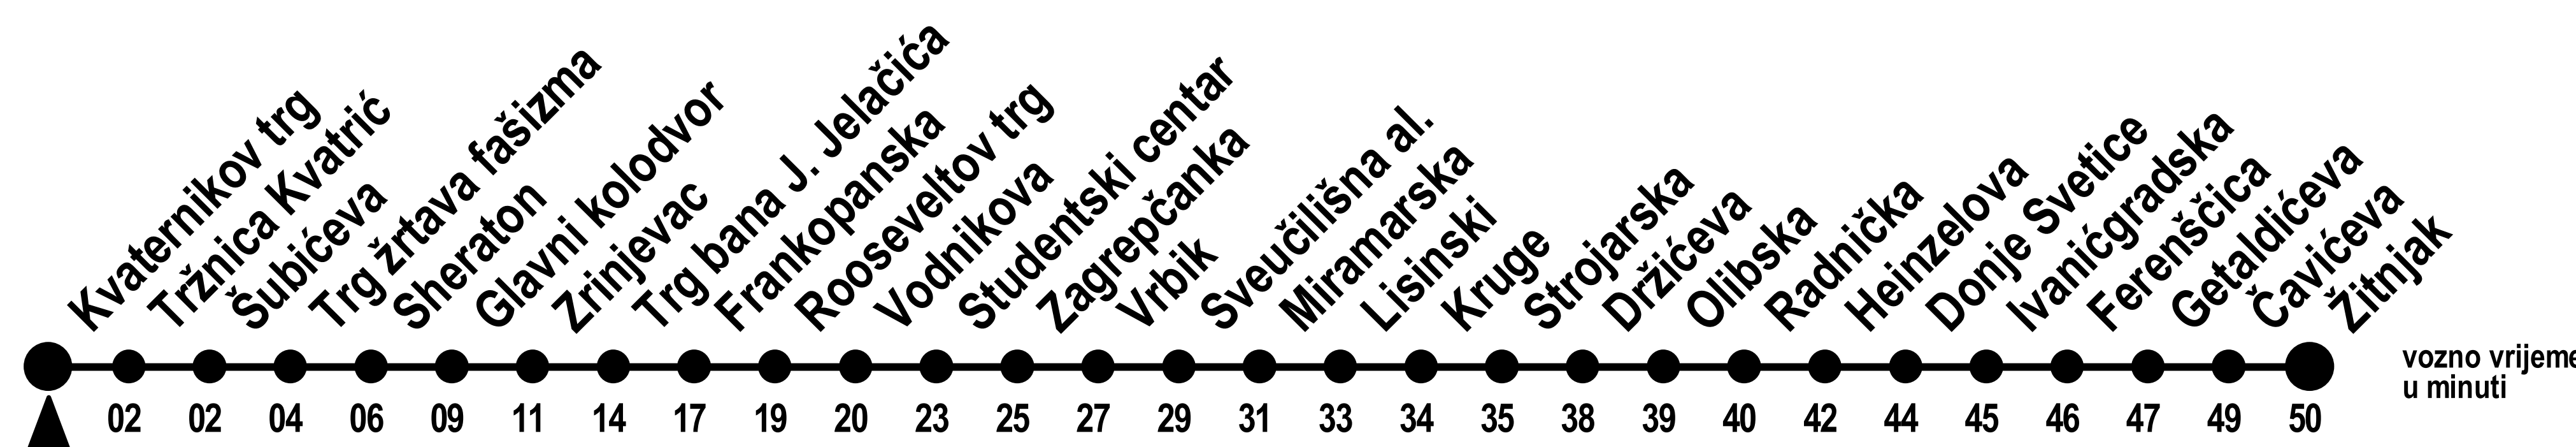 Kvaternikov trg
Tržnica Kvatrić
Šubićeva
Trg žrtava fašizma
Sheraton
Glavni kolodvor
Zrinjevac
Trg bana J. Jelačića
Frankopanska
Rooseveltov trg
Vodnikova
Studentski centar
Zagrepčanka
Vrbik
Sveučilišna al.
Miramarska
Lisinski
Kruge
Strojarska
Držićeva
Olibska
Radnička
Heinzelova
Donje Svetice
Ivanićgradska
Ferenščica
Getaldićeva
Čavićeva
Žitnjak
vozno vrijeme
u minuti
02 02 04 06 09 11 14 17 19 20 23 25 27 29 31 33 34 35 38 39 40 42 44 45 46 47 49 50